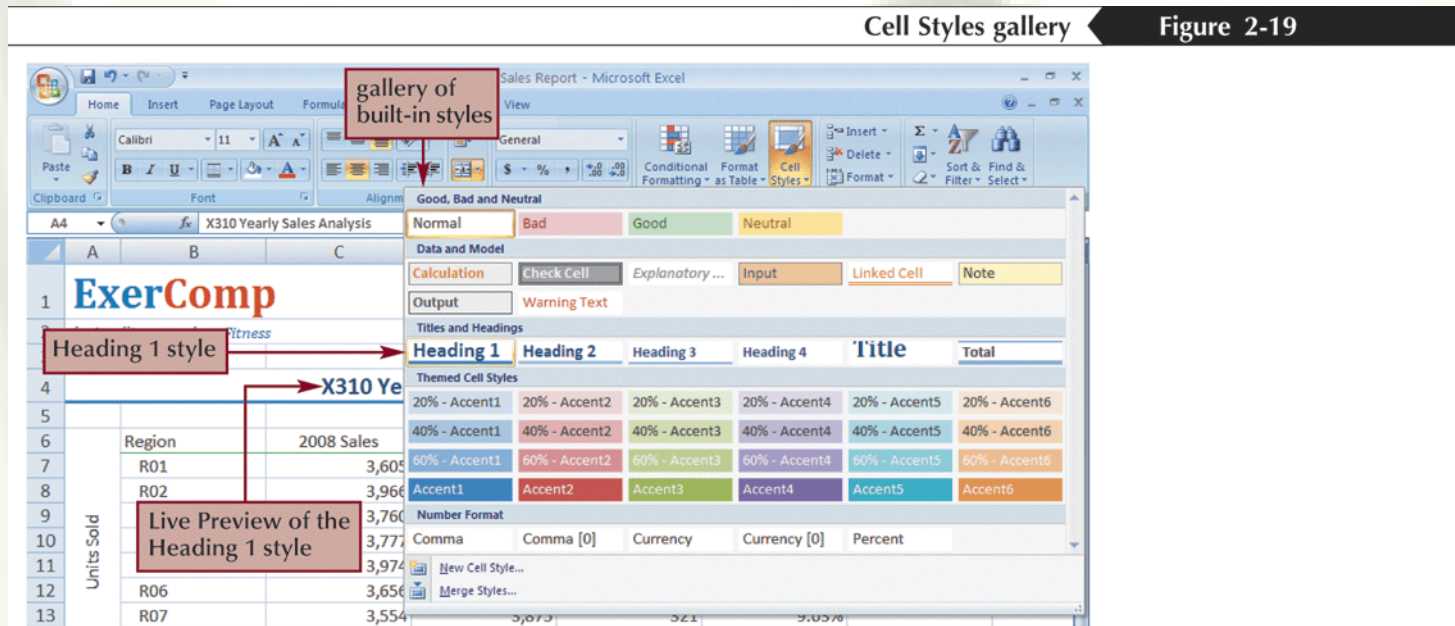 Cell Styles gallery Figure 2-19
Sales Report - Microsoft Excel
gallery of
built-in styles
Home Insert Page Layout Formula View
Calibri 11 A A General
Paste B I U $ % , .00 .00
Conditional Formatting Format as Table Cell Styles
Insert
Delete
Format
Σ Sort & Filter Find & Select
Clipboard Font Alignm
A4 fx X310 Yearly Sales Analysis
A B C
Good, Bad and Neutral
Normal Bad Good Neutral
Data and Model
Calculation Check Cell Explanatory ... Input Linked Cell Note
Output Warning Text
Titles and Headings
Heading 1 Heading 2 Heading 3 Heading 4 Title Total
Themed Cell Styles
20% - Accent1 20% - Accent2 20% - Accent3 20% - Accent4 20% - Accent5 20% - Accent6
40% - Accent1 40% - Accent2 40% - Accent3 40% - Accent4 40% - Accent5 40% - Accent6
60% - Accent1 60% - Accent2 60% - Accent3 60% - Accent4 60% - Accent5 60% - Accent6
Accent1 Accent2 Accent3 Accent4 Accent5 Accent6
Number Format
Comma Comma [0] Currency Currency [0] Percent
New Cell Style...
Merge Styles...
1 ExerComp
Fitness
Heading 1 style
4 X310 Ye
5
6 Region 2008 Sales
7 R01 3,605
8 R02 3,966
9 3,760
10 3,777
11 3,974
12 R06 3,656
13 R07 3,554 3,875 321 9.03%
Units Sold
Live Preview of the
Heading 1 style